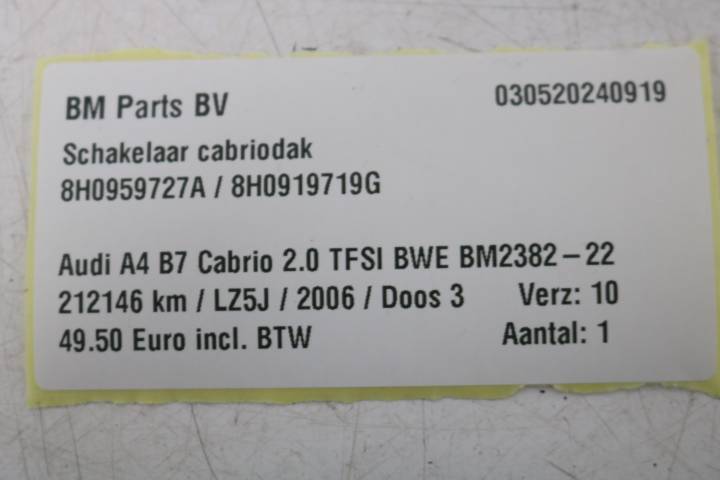 BM Parts BV 030520240919
Schakelaar cabriodak
8H0959727A / 8H0919719G
Audi A4 B7 Cabrio 2.0 TFSI BWE BM2382-22
212146 km / LZ5J / 2006 / Doos 3 Verz: 10
49.50 Euro incl. BTW Aantal: 1